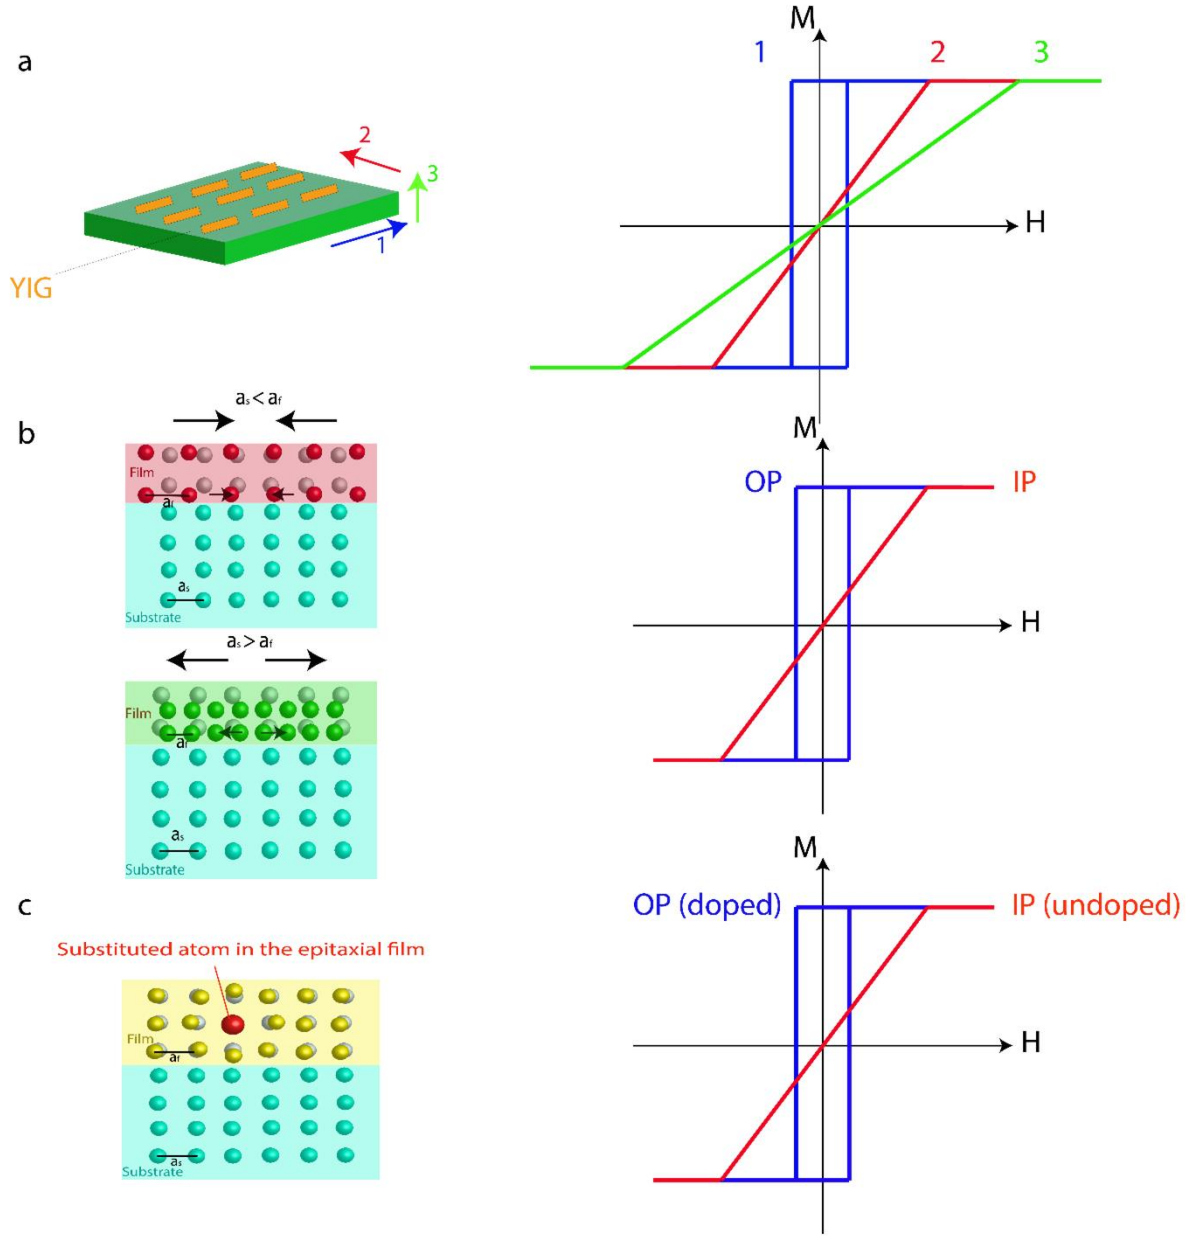 a
M
1
2
3
H
2
3
1
YIG
b
aₛ < a_f
Film
a_f
aₛ
Substrate
aₛ > a_f
Film
a_f
aₛ
Substrate
M
OP
IP
H
c
Substituted atom in the epitaxial film
Film
a_f
aₛ
Substrate
M
OP (doped)
IP (undoped)
H